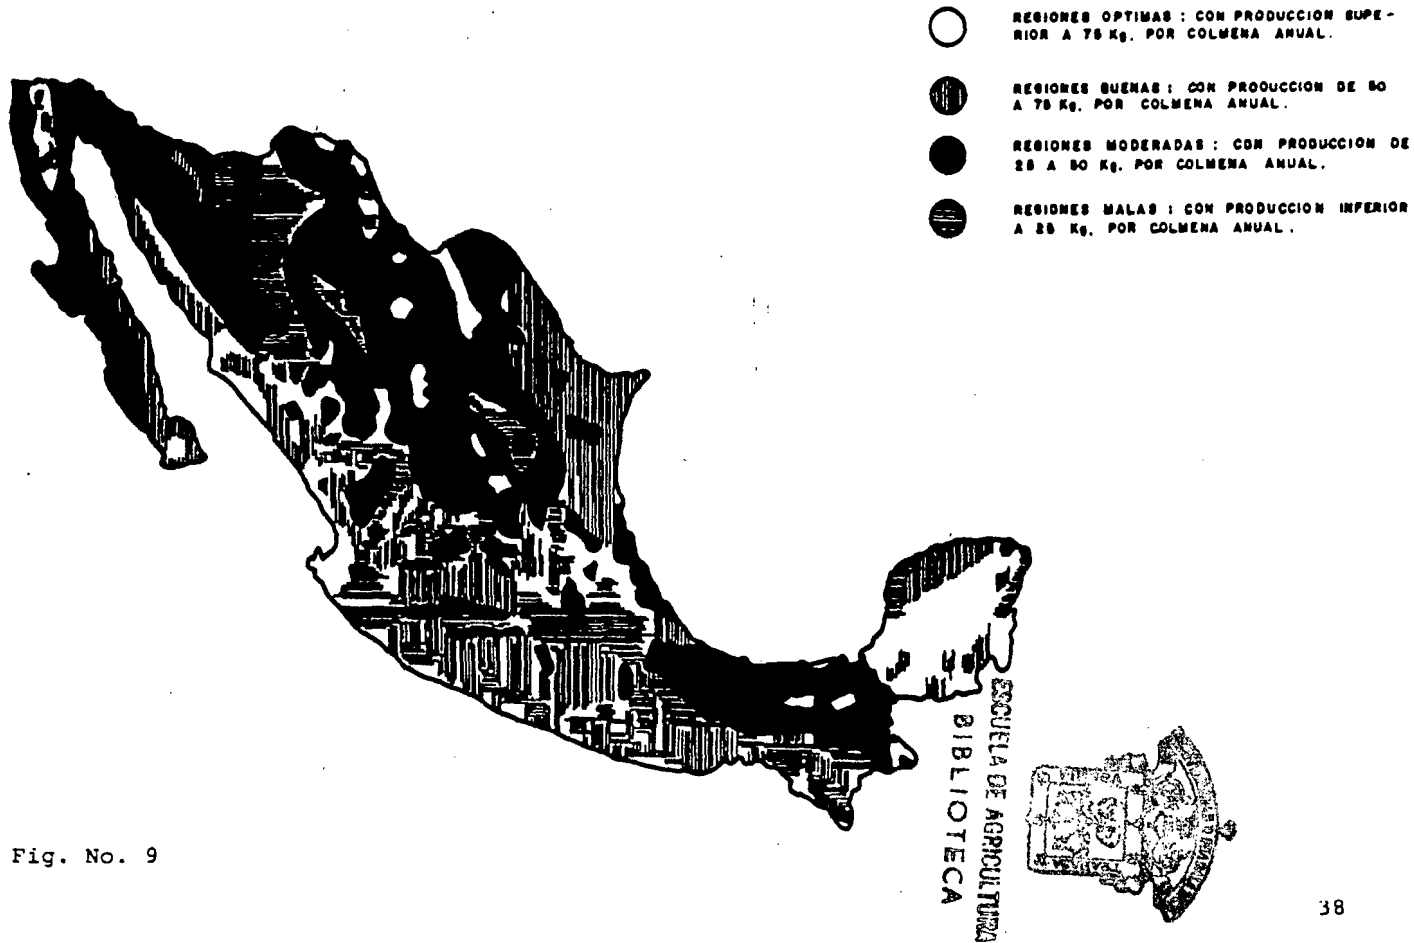 REGIONES OPTIMAS : CON PRODUCCION SUPE-
RIOR A 75 Kg. POR COLMENA ANUAL.
REGIONES BUENAS : CON PRODUCCION DE 50
A 75 Kg. POR COLMENA ANUAL.
REGIONES MODERADAS : CON PRODUCCION DE
25 A 50 Kg. POR COLMENA ANUAL.
REGIONES MALAS : CON PRODUCCION INFERIOR
A 25 Kg. POR COLMENA ANUAL.
ESCUELA DE AGRICULTURA
BIBLIOTECA
Fig. No. 9
38